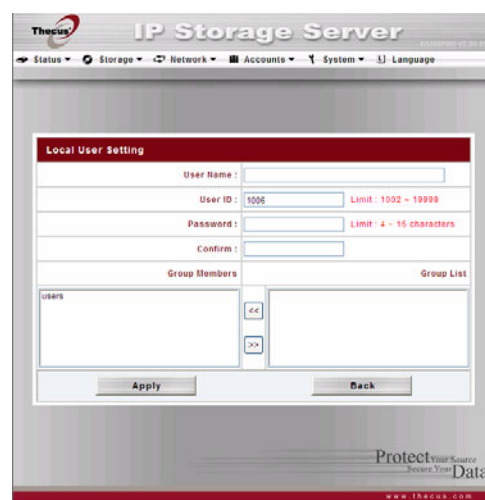 Thecus
IP Storage Server
Status Storage Network Accounts System Language
Local User Setting
User Name :
User ID : 1006 Limit : 1002 ~ 19999
Password : Limit : 4 ~ 16 characters
Confirm :
Group Members Group List
users
<<
>>
Apply Back
Protect Your Source
Secure Your Data
www.thecus.com